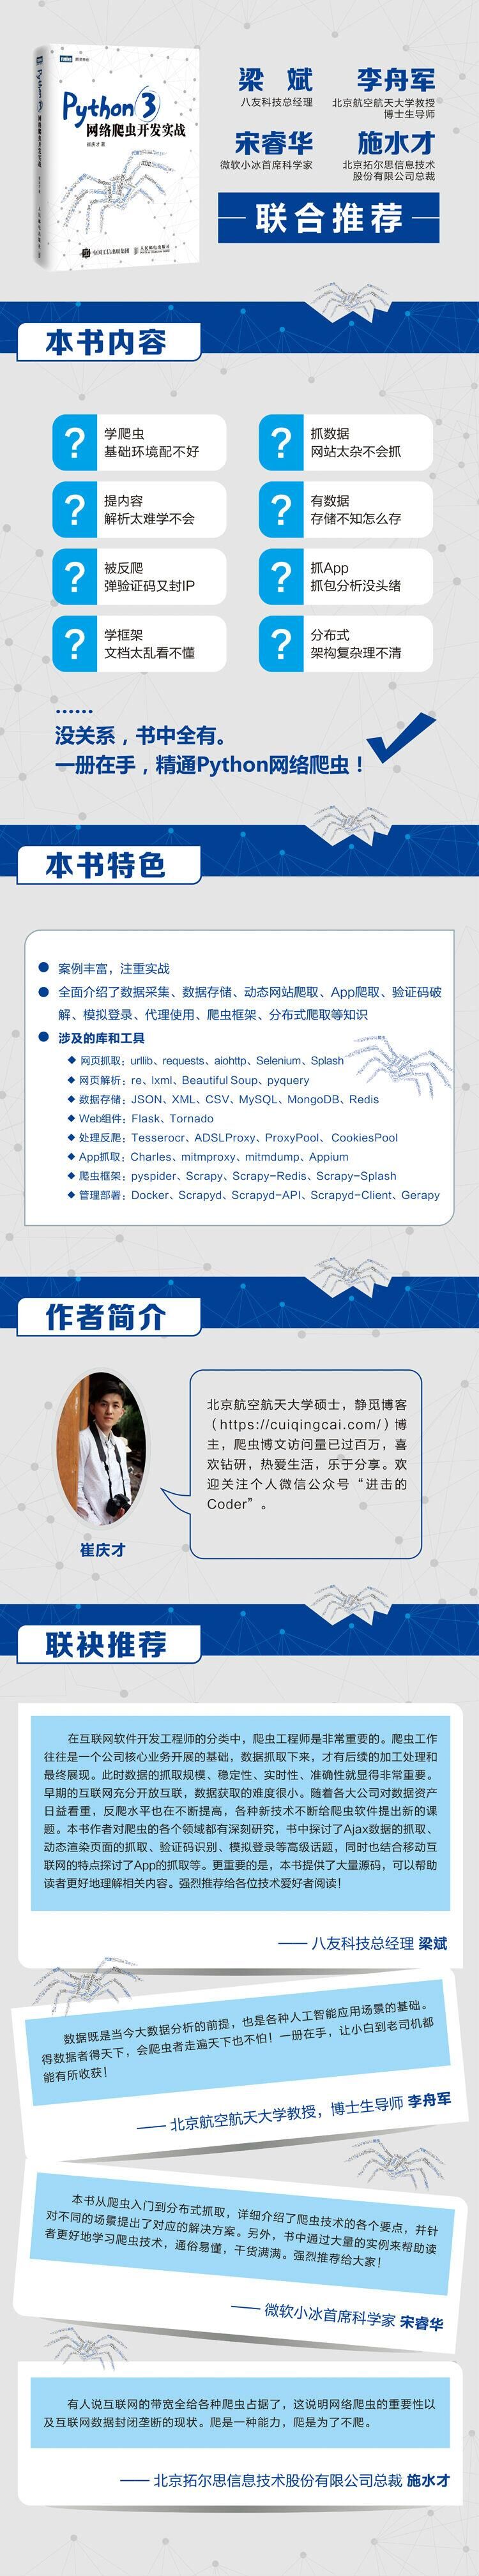 Python 3
网络爬虫开发实战
崔庆才 著
Python 3
网络爬虫开发实战
中国工信出版集团 人民邮电出版社
梁 斌 李舟军
八友科技总经理 北京航空航天大学教授
博士生导师
宋睿华 施水才
微软小冰首席科学家 北京拓尔思信息技术
股份有限公司总裁
联合推荐
本书内容
? 学爬虫
基础环境配不好
? 抓数据
网站太杂不会抓
? 提内容
解析太难学不会
? 有数据
存储不知怎么存
? 被反爬
弹验证码又封IP
? 抓App
抓包分析没头绪
? 学框架
文档太乱看不懂
? 分布式
架构复杂理不清
……
没关系，书中全有。
一册在手，精通Python网络爬虫！
本书特色
● 案例丰富，注重实战
● 全面介绍了数据采集、数据存储、动态网站爬取、App爬取、验证码破
解、模拟登录、代理使用、爬虫框架、分布式爬取等知识
● 涉及的库和工具
◆ 网页抓取：urllib、requests、aiohttp、Selenium、Splash
◆ 网页解析：re、lxml、Beautiful Soup、pyquery
◆ 数据存储：JSON、XML、CSV、MySQL、MongoDB、Redis
◆ Web组件：Flask、Tornado
◆ 处理反爬：Tesserocr、ADSLProxy、ProxyPool、CookiesPool
◆ App抓取：Charles、mitmproxy、mitmdump、Appium
◆ 爬虫框架：pyspider、Scrapy、Scrapy-Redis、Scrapy-Splash
◆ 管理部署：Docker、Scrapyd、Scrapyd-API、Scrapyd-Client、Gerapy
作者简介
北京航空航天大学硕士，静觅博客
（https://cuiqingcai.com/）博
主，爬虫博文访问量已过百万，喜
欢钻研，热爱生活，乐于分享。欢
迎关注个人微信公众号“进击的
Coder”。
崔庆才
联袂推荐
在互联网软件开发工程师的分类中，爬虫工程师是非常重要的。爬虫工作
往往是一个公司核心业务开展的基础，数据抓取下来，才有后续的加工处理和
最终展现。此时数据的抓取规模、稳定性、实时性、准确性就显得非常重要。
早期的互联网充分开放互联，数据获取的难度很小。随着各大公司对数据资产
日益看重，反爬水平也在不断提高，各种新技术不断给爬虫软件提出新的课
题。本书作者对爬虫的各个领域都有深刻研究，书中探讨了Ajax数据的抓取、
动态渲染页面的抓取、验证码识别、模拟登录等高级话题，同时也结合移动互
联网的特点探讨了App的抓取等。更重要的是，本书提供了大量源码，可以帮助
读者更好地理解相关内容。强烈推荐给各位技术爱好者阅读！
—— 八友科技总经理 梁斌
数据既是当今大数据分析的前提，也是各种人工智能应用场景的基础。
得数据者得天下，会爬虫者走遍天下也不怕！一册在手，让小白到老司机都
能有所收获！
—— 北京航空航天大学教授，博士生导师 李舟军
本书从爬虫入门到分布式抓取，详细介绍了爬虫技术的各个要点，并针
对不同的场景提出了对应的解决方案。另外，书中通过大量的实例来帮助读
者更好地学习爬虫技术，通俗易懂，干货满满。强烈推荐给大家！
—— 微软小冰首席科学家 宋睿华
有人说互联网的带宽全给各种爬虫占据了，这说明网络爬虫的重要性以
及互联网数据封闭垄断的现状。爬是一种能力，爬是为了不爬。
—— 北京拓尔思信息技术股份有限公司总裁 施水才